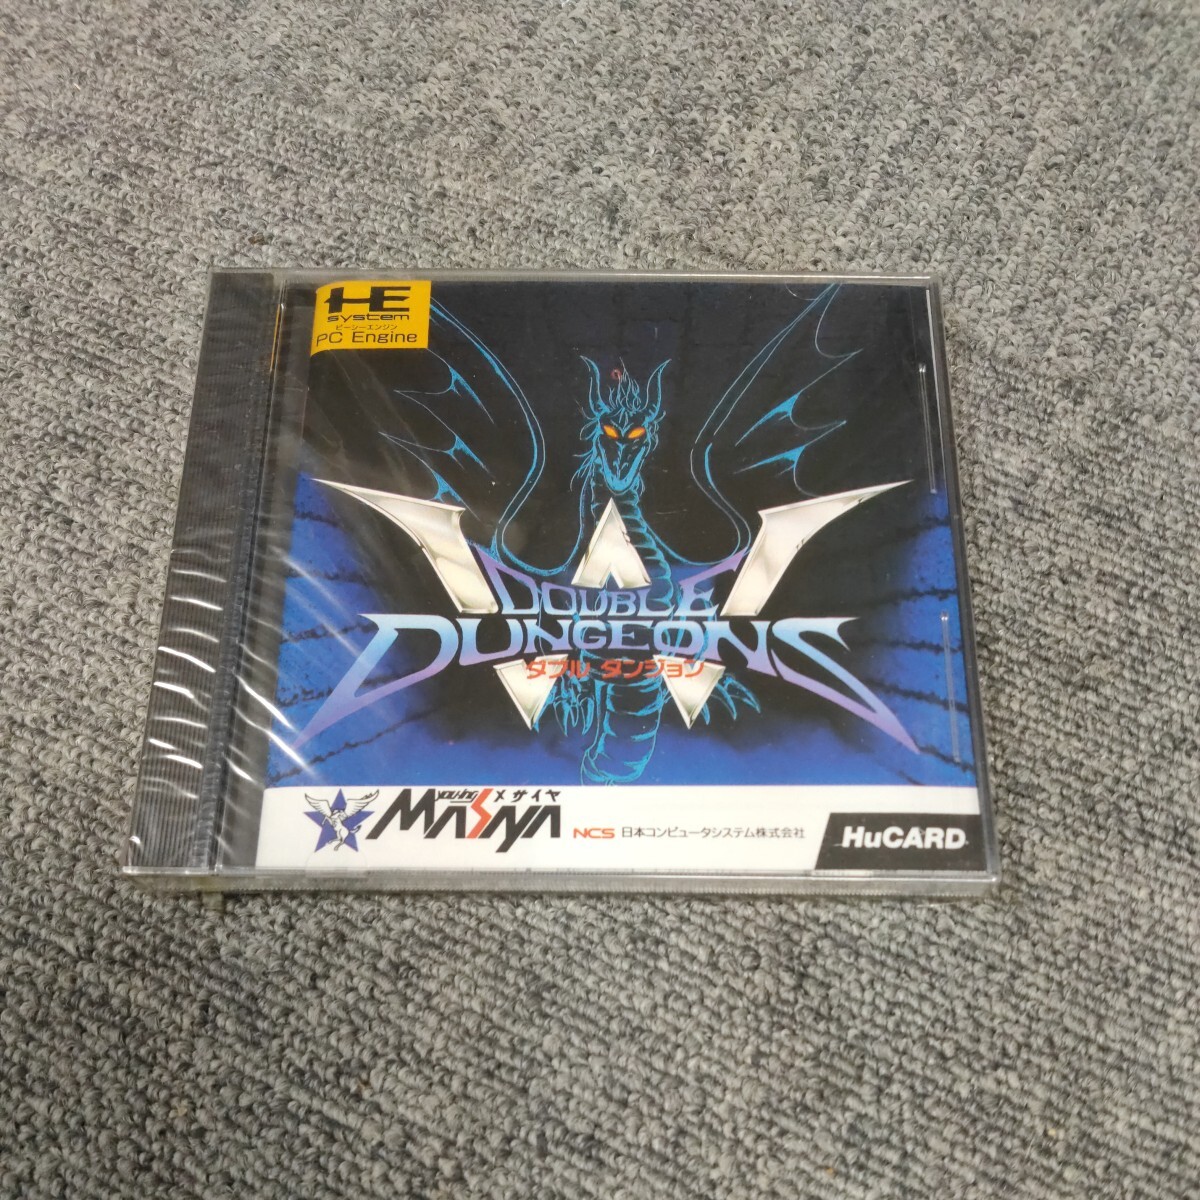 HE
system
ピーシーエンジン
PC Engine
DOUBLE
DUNGEONS
ダブル ダンジョン
メサイヤ
MASAYA
NCS 日本コンピュータシステム株式会社
HuCARD